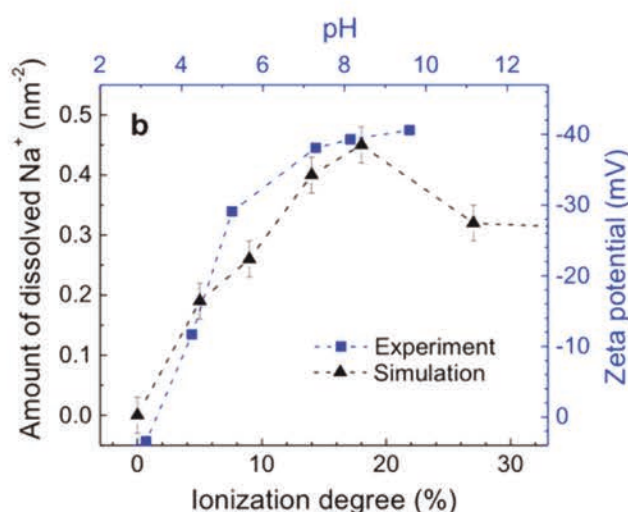 pH
2 4 6 8 10 12
b
0.5
0.4
0.3
0.2
0.1
0.0
Amount of dissolved Na⁺ (nm⁻²)
-40
-30
-20
-10
0
Zeta potential (mV)
Experiment
Simulation
0 10 20 30
Ionization degree (%)